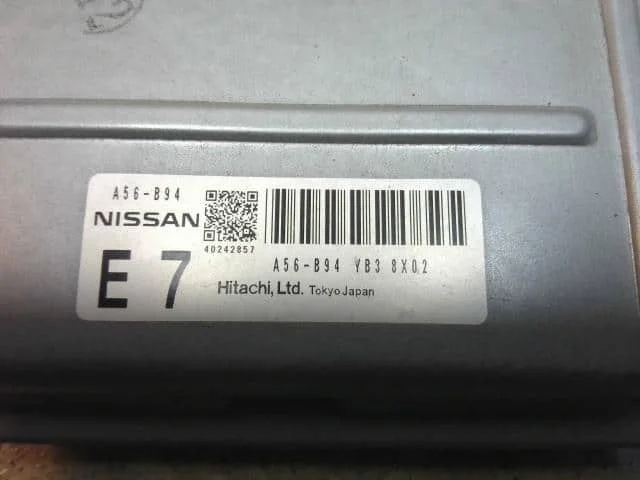 A56-B94
NISSAN
40242857
A56-B94 YB3 8X02
E 7
Hitachi, Ltd. Tokyo Japan